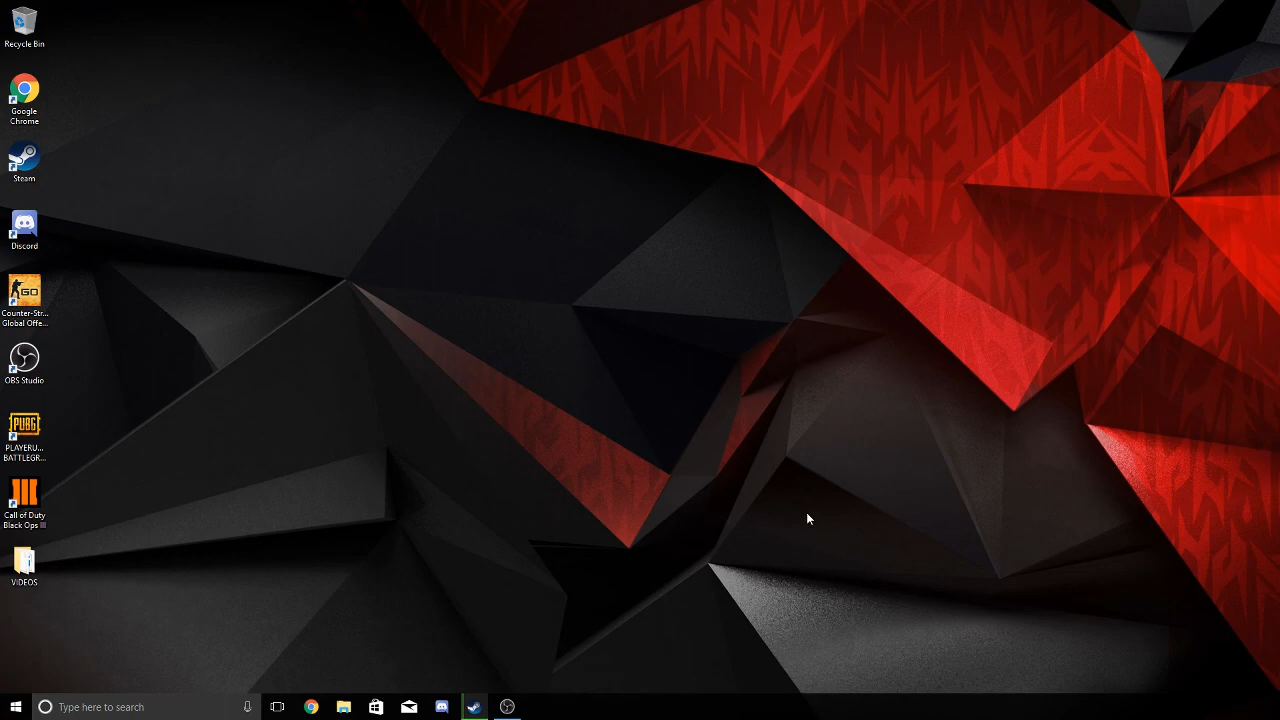 Recycle Bin
Google
Chrome
Steam
Discord
GO
Counter-Str...
Global Offe...
OBS Studio
PUBG
PLAYERU...
BATTLEGR...
Call of Duty
Black Ops
VIDEOS
Type here to search